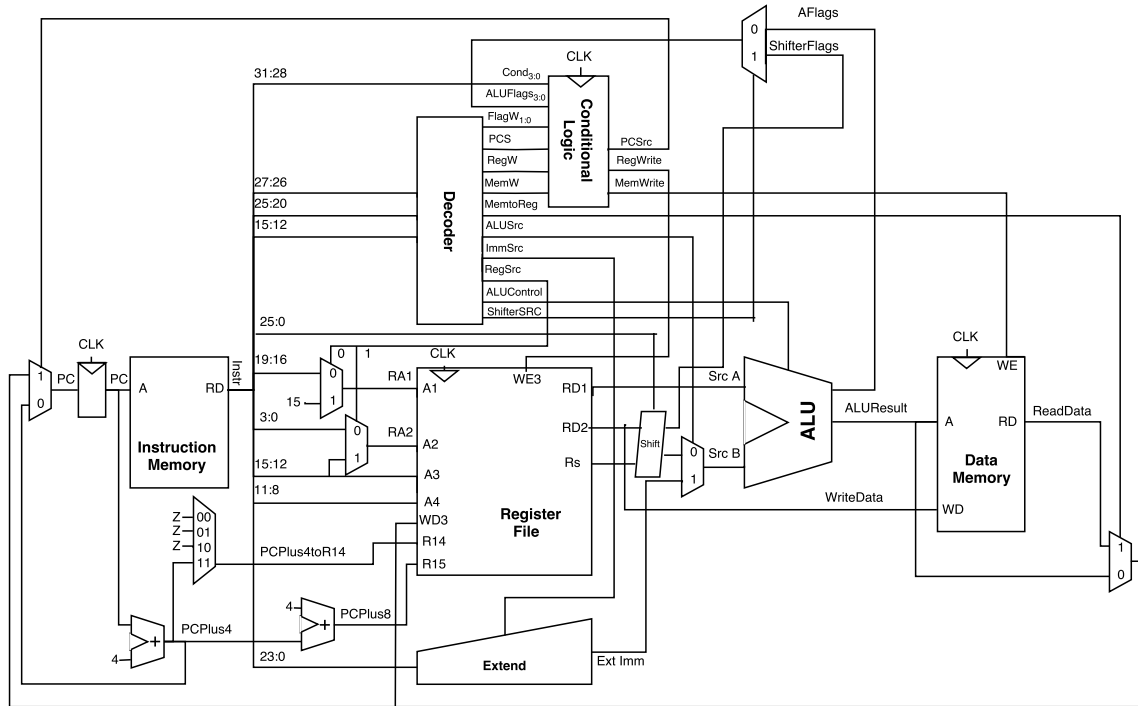 AFlags
0
ShifterFlags
1
CLK
31:28
Cond3:0
ALUFlags3:0
FlagW1:0
PCS
RegW
MemW
MemtoReg
ALUSrc
ImmSrc
RegSrc
ALUControl
ShifterSRC
Conditional Logic
PCSrc
RegWrite
MemWrite
Decoder
27:26
25:20
15:12
25:0
CLK
1
0
PC
PC
A
RD
Instruction Memory
Instr
19:16
0
1
15
0 1
RA1
3:0
0
1
RA2
15:12
11:8
CLK
WE3
A1
A2
A3
A4
WD3
R14
R15
RD1
RD2
Rs
Register File
Shift
0
1
Src A
Src B
ALU
ALUResult
WriteData
CLK
WE
A
RD
Data Memory
WD
ReadData
1
0
Z 00
Z 01
Z 10
11
PCPlus4toR14
4
+
PCPlus4
4
+
PCPlus8
23:0
Extend
Ext Imm